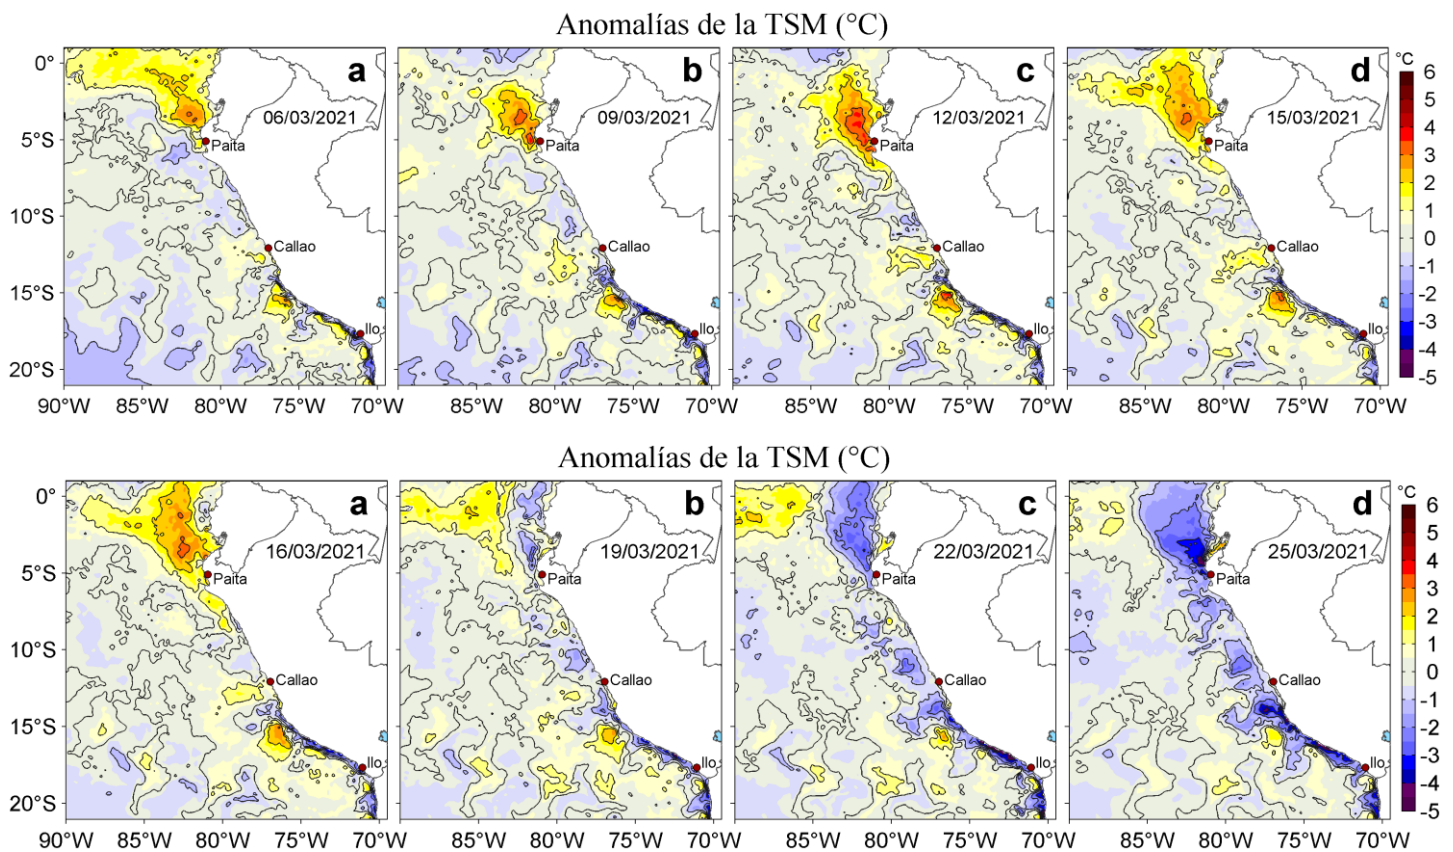 Anomalías de la TSM (°C)
a b c d
°C
0° 5°S 10°S 15°S 20°S
06/03/2021 09/03/2021 12/03/2021 15/03/2021
Paita Paita Paita Paita
Callao Callao Callao Callao
Ilo Ilo Ilo Ilo
6 5 4 3 2 1 0 -1 -2 -3 -4 -5
90°W 85°W 80°W 75°W 70°W 85°W 80°W 75°W 70°W 85°W 80°W 75°W 70°W 85°W 80°W 75°W 70°W
Anomalías de la TSM (°C)
a b c d
°C
0° 5°S 10°S 15°S 20°S
16/03/2021 19/03/2021 22/03/2021 25/03/2021
Paita Paita Paita Paita
Callao Callao Callao Callao
Ilo Ilo Ilo Ilo
6 5 4 3 2 1 0 -1 -2 -3 -4 -5
90°W 85°W 80°W 75°W 70°W 85°W 80°W 75°W 70°W 85°W 80°W 75°W 70°W 85°W 80°W 75°W 70°W